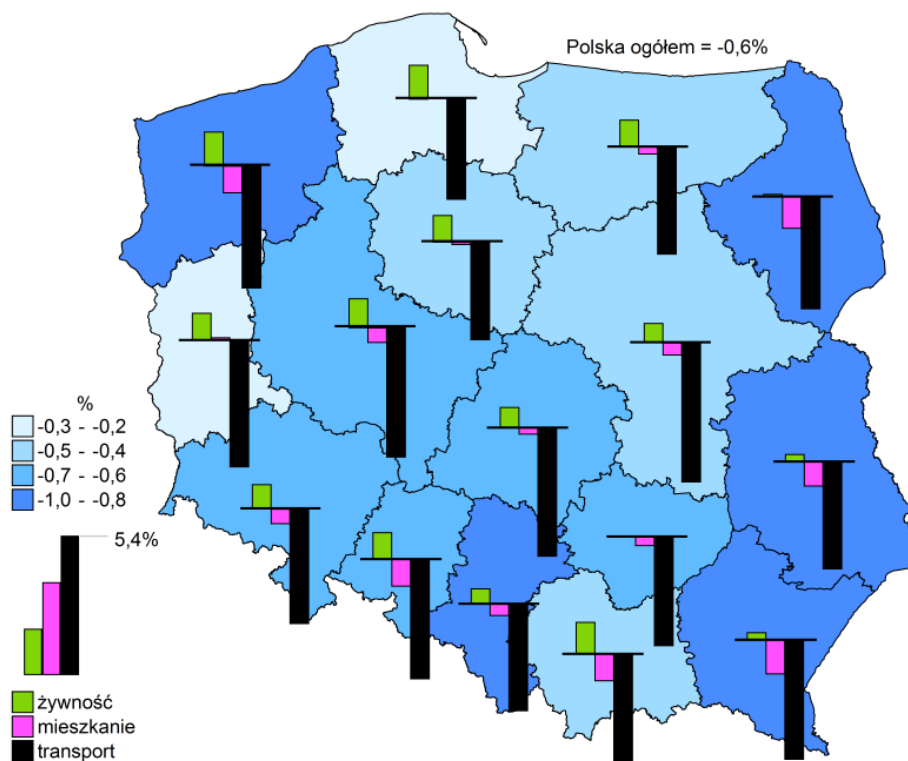 Polska ogółem = -0,6%
%
-0,3 - -0,2
-0,5 - -0,4
-0,7 - -0,6
-1,0 - -0,8
5,4%
żywność
mieszkanie
transport